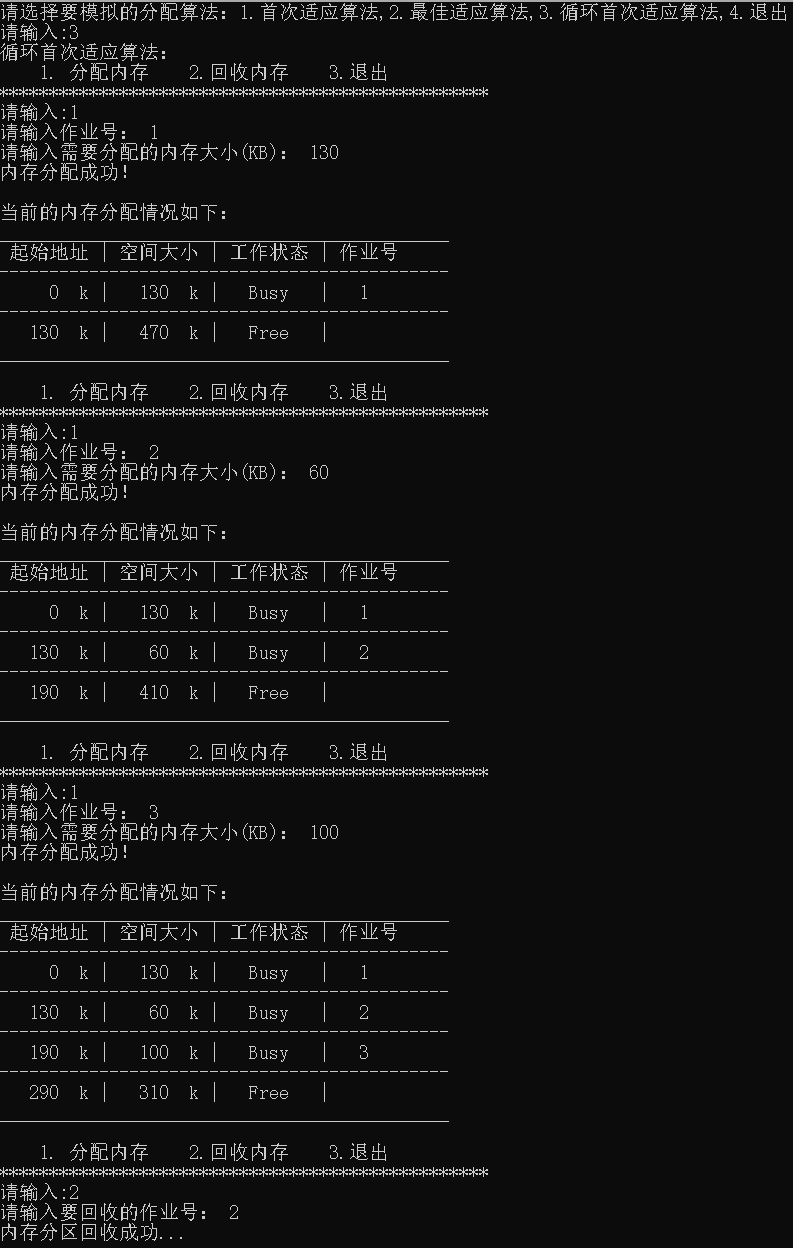 请选择要模拟的分配算法：1.首次适应算法,2.最佳适应算法,3.循环首次适应算法,4.退出
请输入:3
循环首次适应算法：
1. 分配内存 2.回收内存 3.退出
*************************************************
请输入:1
请输入作业号： 1
请输入需要分配的内存大小(KB)： 130
内存分配成功!
当前的内存分配情况如下：
起始地址 | 空间大小 | 工作状态 | 作业号
0 k | 130 k | Busy | 1
130 k | 470 k | Free |
1. 分配内存 2.回收内存 3.退出
*************************************************
请输入:1
请输入作业号： 2
请输入需要分配的内存大小(KB)： 60
内存分配成功!
当前的内存分配情况如下：
起始地址 | 空间大小 | 工作状态 | 作业号
0 k | 130 k | Busy | 1
130 k | 60 k | Busy | 2
190 k | 410 k | Free |
1. 分配内存 2.回收内存 3.退出
*************************************************
请输入:1
请输入作业号： 3
请输入需要分配的内存大小(KB)： 100
内存分配成功!
当前的内存分配情况如下：
起始地址 | 空间大小 | 工作状态 | 作业号
0 k | 130 k | Busy | 1
130 k | 60 k | Busy | 2
190 k | 100 k | Busy | 3
290 k | 310 k | Free |
1. 分配内存 2.回收内存 3.退出
*************************************************
请输入:2
请输入要回收的作业号： 2
内存分区回收成功...